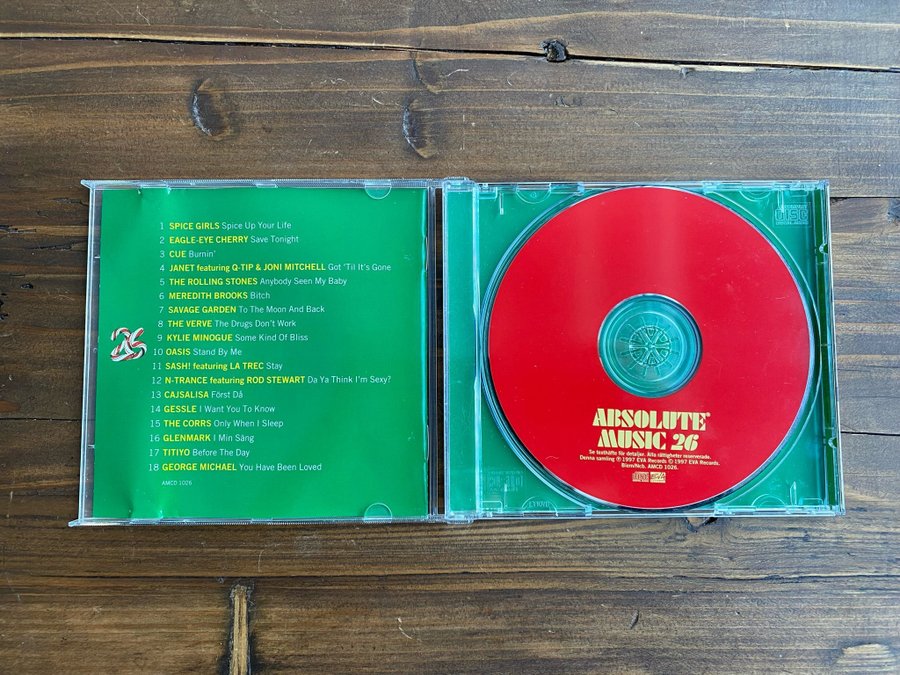 1 SPICE GIRLS Spice Up Your Life
2 EAGLE-EYE CHERRY Save Tonight
3 CUE Burnin'
4 JANET featuring Q-TIP & JONI MITCHELL Got 'Til It's Gone
5 THE ROLLING STONES Anybody Seen My Baby
6 MEREDITH BROOKS Bitch
7 SAVAGE GARDEN To The Moon And Back
8 THE VERVE The Drugs Don't Work
9 KYLIE MINOGUE Some Kind Of Bliss
10 OASIS Stand By Me
11 SASH! featuring LA TREC Stay
12 N-TRANCE featuring ROD STEWART Da Ya Think I'm Sexy?
13 CAJSALISA Först Då
14 GESSLE I Want You To Know
15 THE CORRS Only When I Sleep
16 GLENMARK I Min Säng
17 TITIYO Before The Day
18 GEORGE MICHAEL You Have Been Loved
AMCD 1026
26
DISC
ABSOLUTE
MUSIC 26
Se texthäfte för detaljer. Alla rättigheter reserverade.
Denna samling ℗ 1997 EVA Records © 1997 EVA Records.
Biem/Ncb. AMCD 1026.